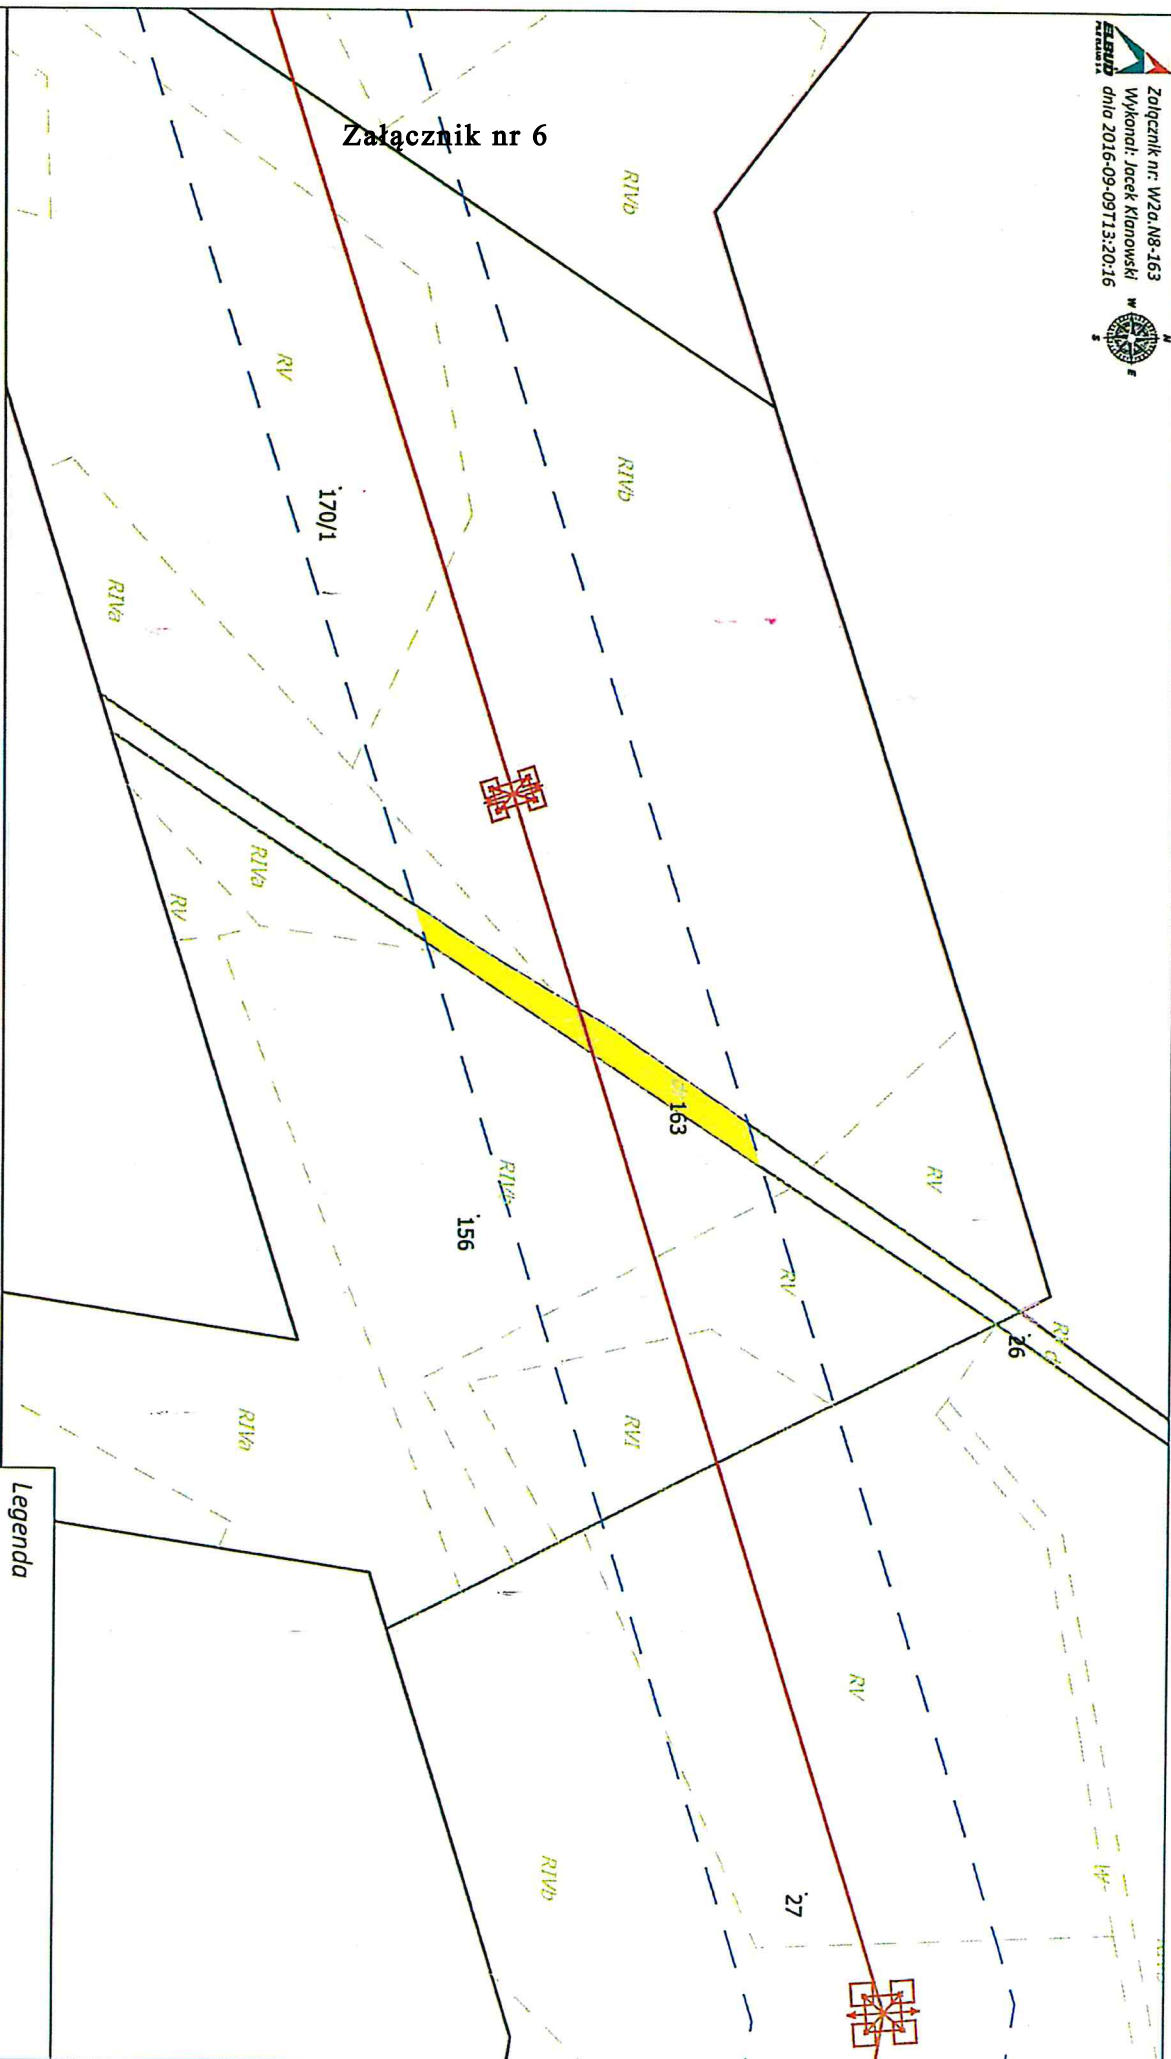 Załącznik nr: W2a.N8-163
Wykonał: Jacek Klanowski
dnia 2016-09-09T13:20:16
ELBUD
N
W
E
S
Załącznik nr 6
RIVb
RV
RIVb
170/1
RIVa
RIVa
RV
163
RV
RIVb
156
RV
26
RVI
RIVa
Legenda
RV
W
RIVb
27